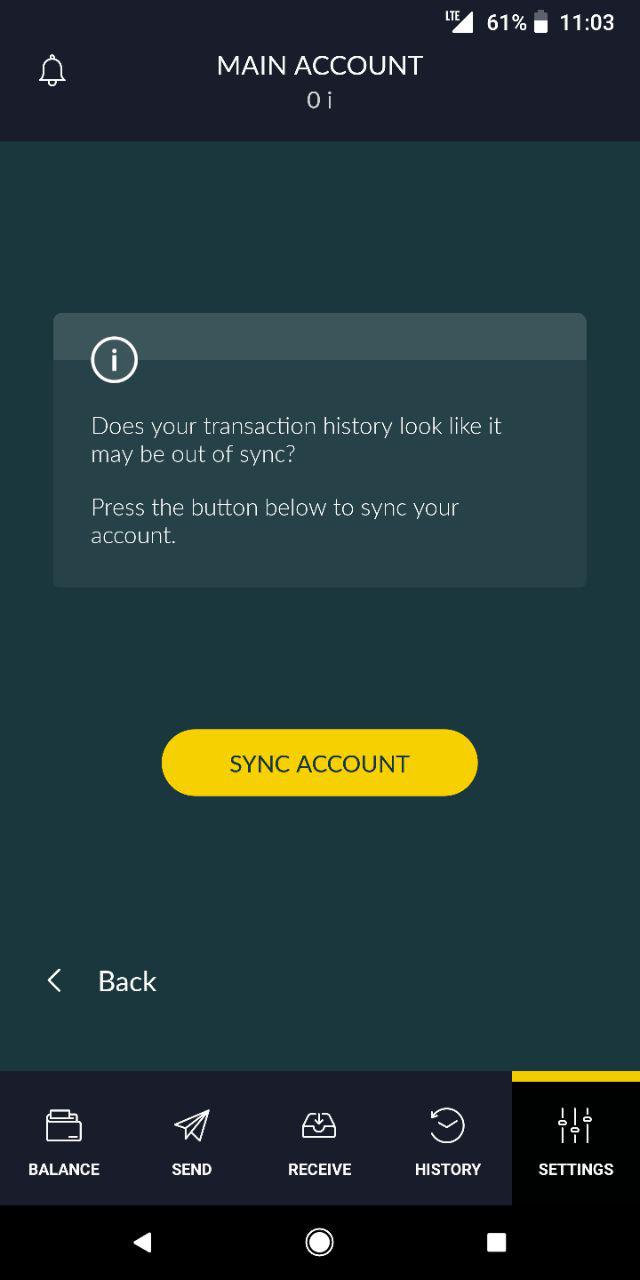 LTE 61% 11:03
MAIN ACCOUNT
0 i
i
Does your transaction history look like it
may be out of sync?
Press the button below to sync your
account.
SYNC ACCOUNT
Back
BALANCE SEND RECEIVE HISTORY SETTINGS